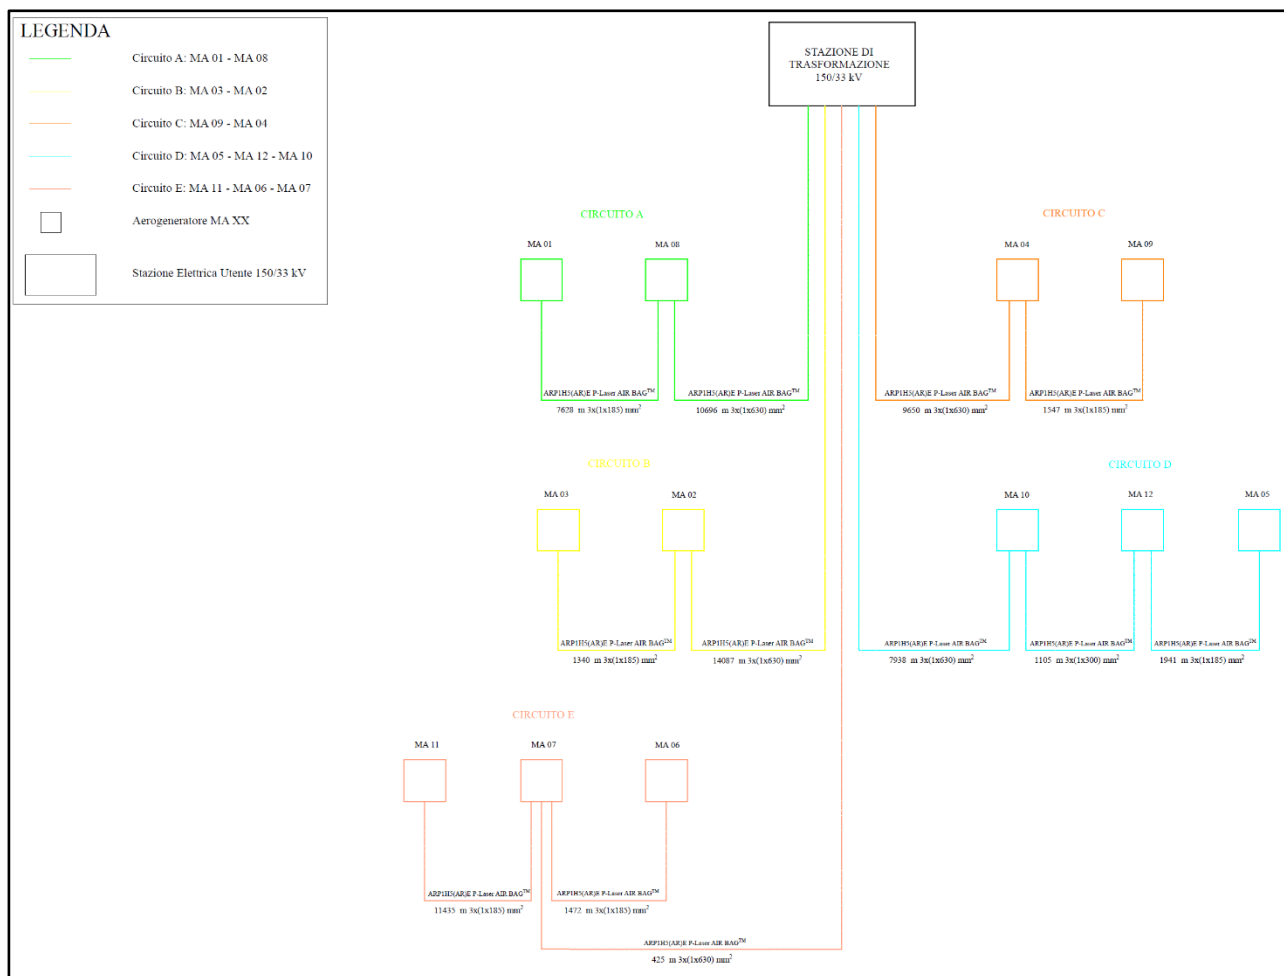 LEGENDA
Circuito A: MA 01 - MA 08
Circuito B: MA 03 - MA 02
Circuito C: MA 09 - MA 04
Circuito D: MA 05 - MA 12 - MA 10
Circuito E: MA 11 - MA 06 - MA 07
Aerogeneratore MA XX
Stazione Elettrica Utente 150/33 kV
STAZIONE DI
TRASFORMAZIONE
150/33 kV
CIRCUITO A
MA 01
MA 08
ARP1H5(AR)E P-Laser AIR BAG™
7628 m 3x(1x185) mm²
ARP1H5(AR)E P-Laser AIR BAG™
10696 m 3x(1x630) mm²
CIRCUITO C
MA 04
MA 09
ARP1H5(AR)E P-Laser AIR BAG™
9650 m 3x(1x630) mm²
ARP1H5(AR)E P-Laser AIR BAG™
1547 m 3x(1x185) mm²
CIRCUITO B
MA 03
MA 02
ARP1H5(AR)E P-Laser AIR BAG™
1340 m 3x(1x185) mm²
ARP1H5(AR)E P-Laser AIR BAG™
14087 m 3x(1x630) mm²
CIRCUITO D
MA 10
MA 12
MA 05
ARP1H5(AR)E P-Laser AIR BAG™
7938 m 3x(1x630) mm²
ARP1H5(AR)E P-Laser AIR BAG™
1105 m 3x(1x300) mm²
ARP1H5(AR)E P-Laser AIR BAG™
1941 m 3x(1x185) mm²
CIRCUITO E
MA 11
MA 07
MA 06
ARP1H5(AR)E P-Laser AIR BAG™
11435 m 3x(1x185) mm²
ARP1H5(AR)E P-Laser AIR BAG™
1472 m 3x(1x185) mm²
ARP1H5(AR)E P-Laser AIR BAG™
425 m 3x(1x630) mm²